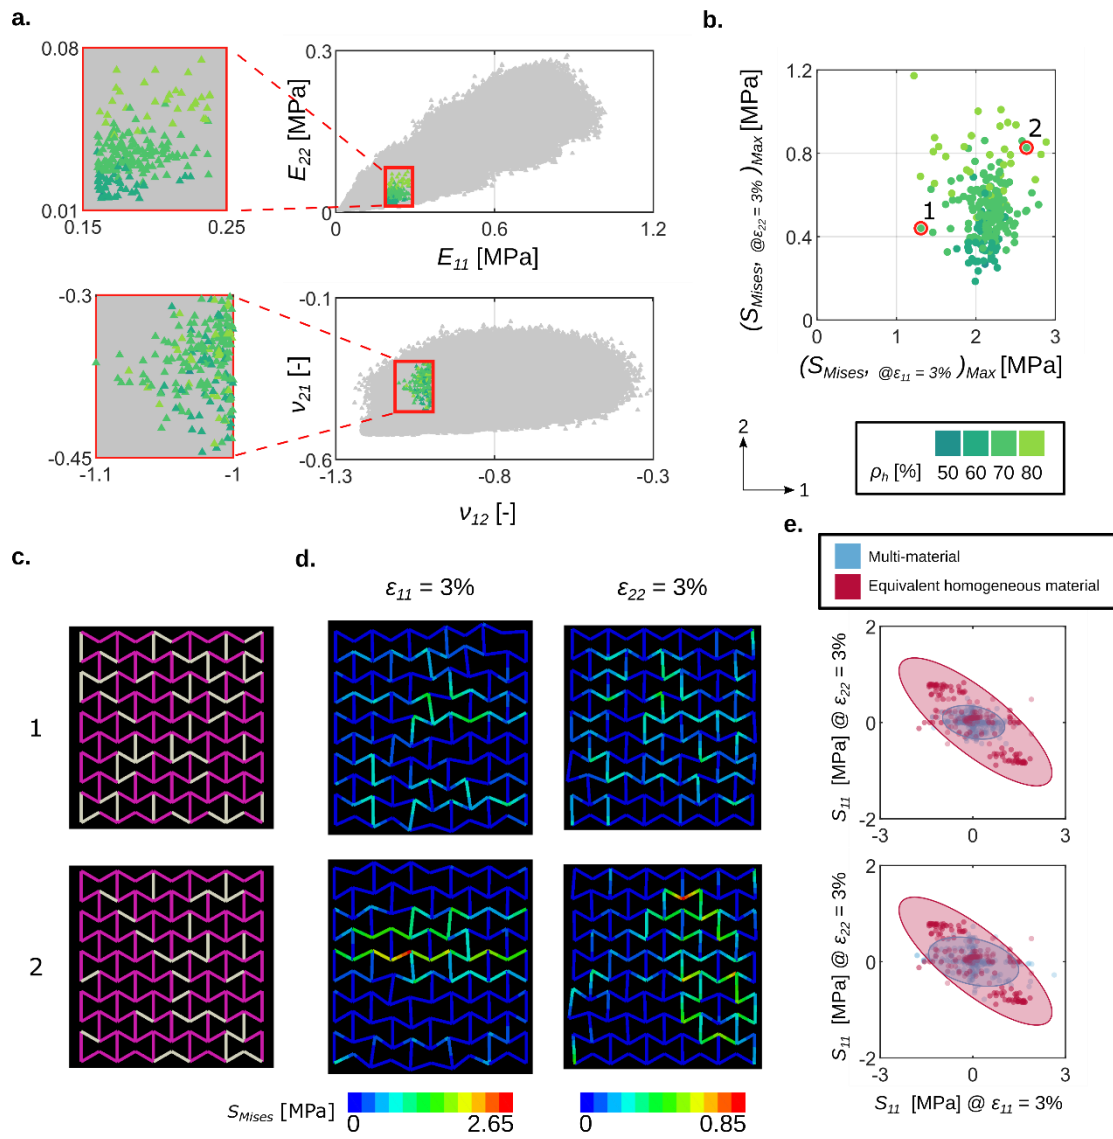 a.
0.08
0.01
0.15
0.25
0.3
E22 [MPa]
0
0
0.6
1.2
E11 [MPa]
-0.3
-0.45
-1.1
-1
-0.1
ν21 [-]
-0.6
-1.3
-0.8
-0.3
ν12 [-]
b.
1.2
0.8
0.4
0
0
1
2
3
1
2
(SMises, @ε22 = 3% )Max [MPa]
(SMises, @ε11 = 3% )Max [MPa]
2
1
ρh [%]
50
60
70
80
c.
1
2
d.
ε11 = 3%
ε22 = 3%
SMises [MPa]
0
2.65
0
0.85
e.
Multi-material
Equivalent homogeneous material
2
0
-2
-3
0
3
S11 [MPa] @ ε22 = 3%
2
0
-2
-3
0
3
S11 [MPa] @ ε22 = 3%
S11 [MPa] @ ε11 = 3%